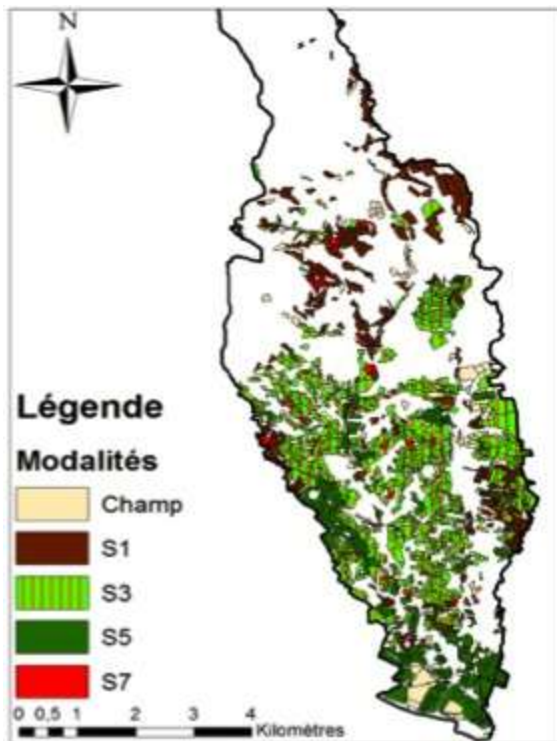 N
Légende
Modalités
Champ
S1
S3
S5
S7
0 0,5 1 2 3 4
Kilomètres